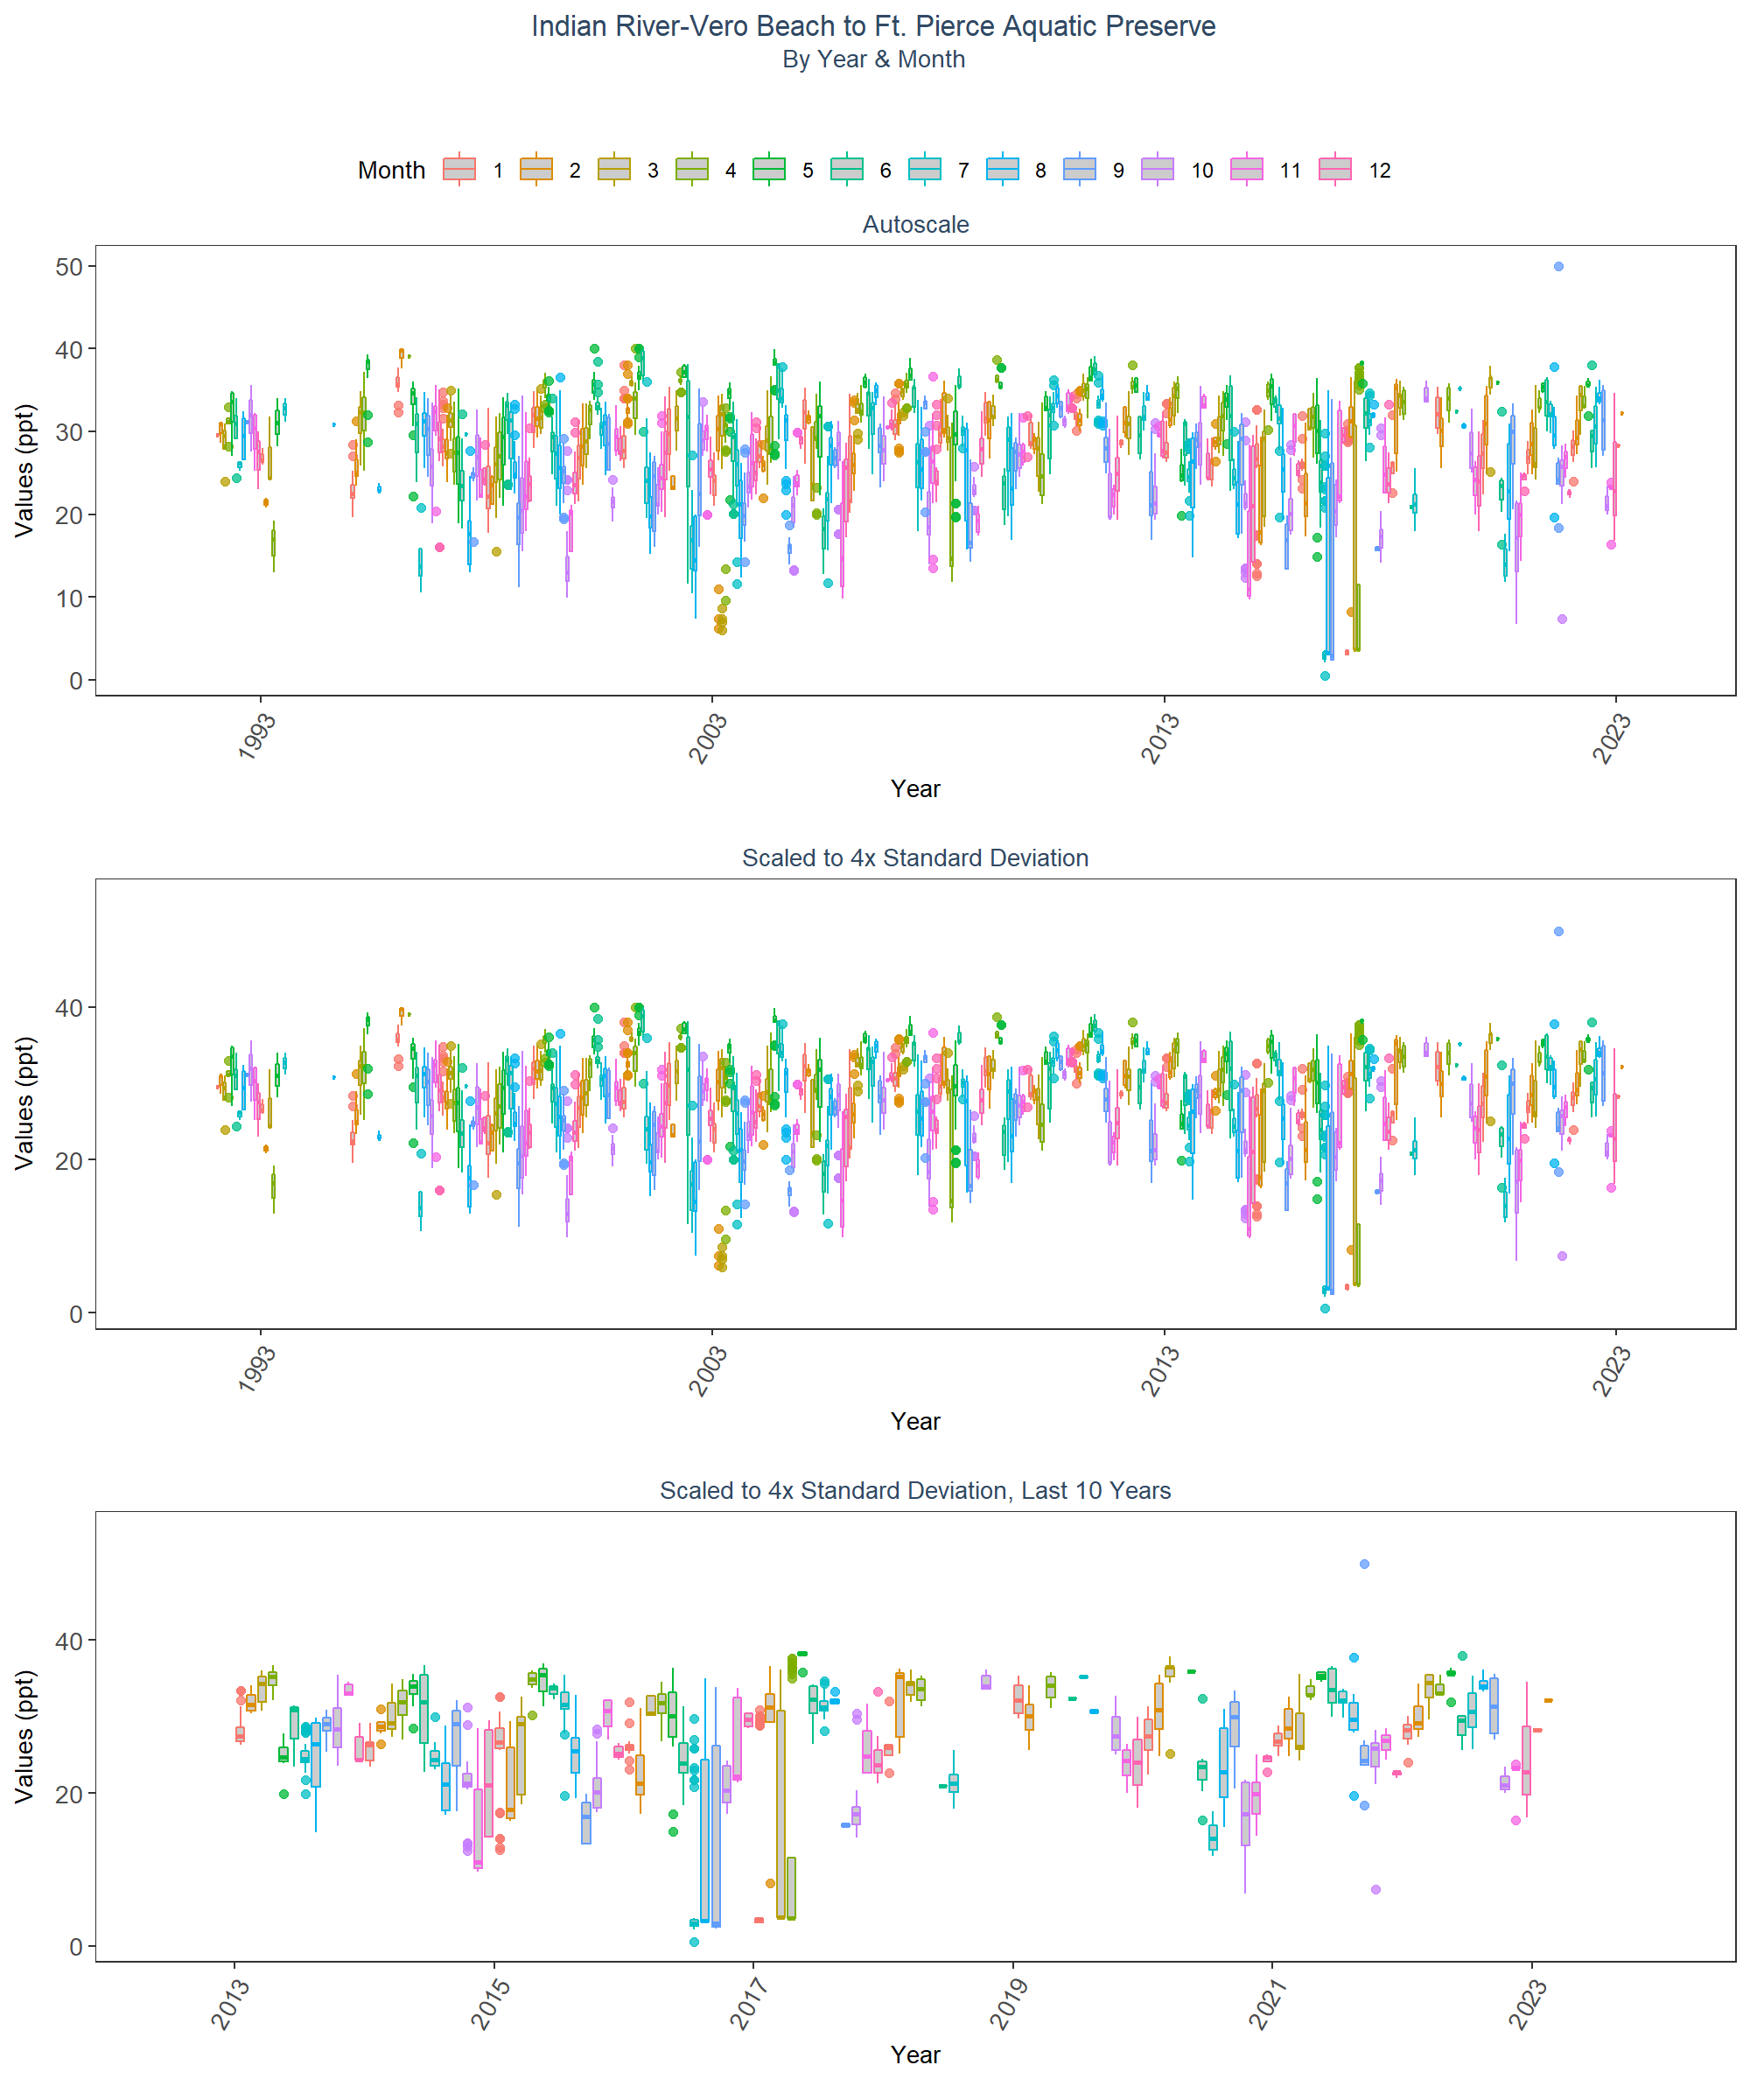 Indian River-Vero Beach to Ft. Pierce Aquatic Preserve
By Year & Month
Month 1 2 3 4 5 6 7 8 9 10 11 12
Autoscale
Values (ppt)
50
40
30
20
10
0
1993 2003 2013 2023
Year
Scaled to 4x Standard Deviation
Values (ppt)
40
20
0
1993 2003 2013 2023
Year
Scaled to 4x Standard Deviation, Last 10 Years
Values (ppt)
40
20
0
2013 2015 2017 2019 2021 2023
Year